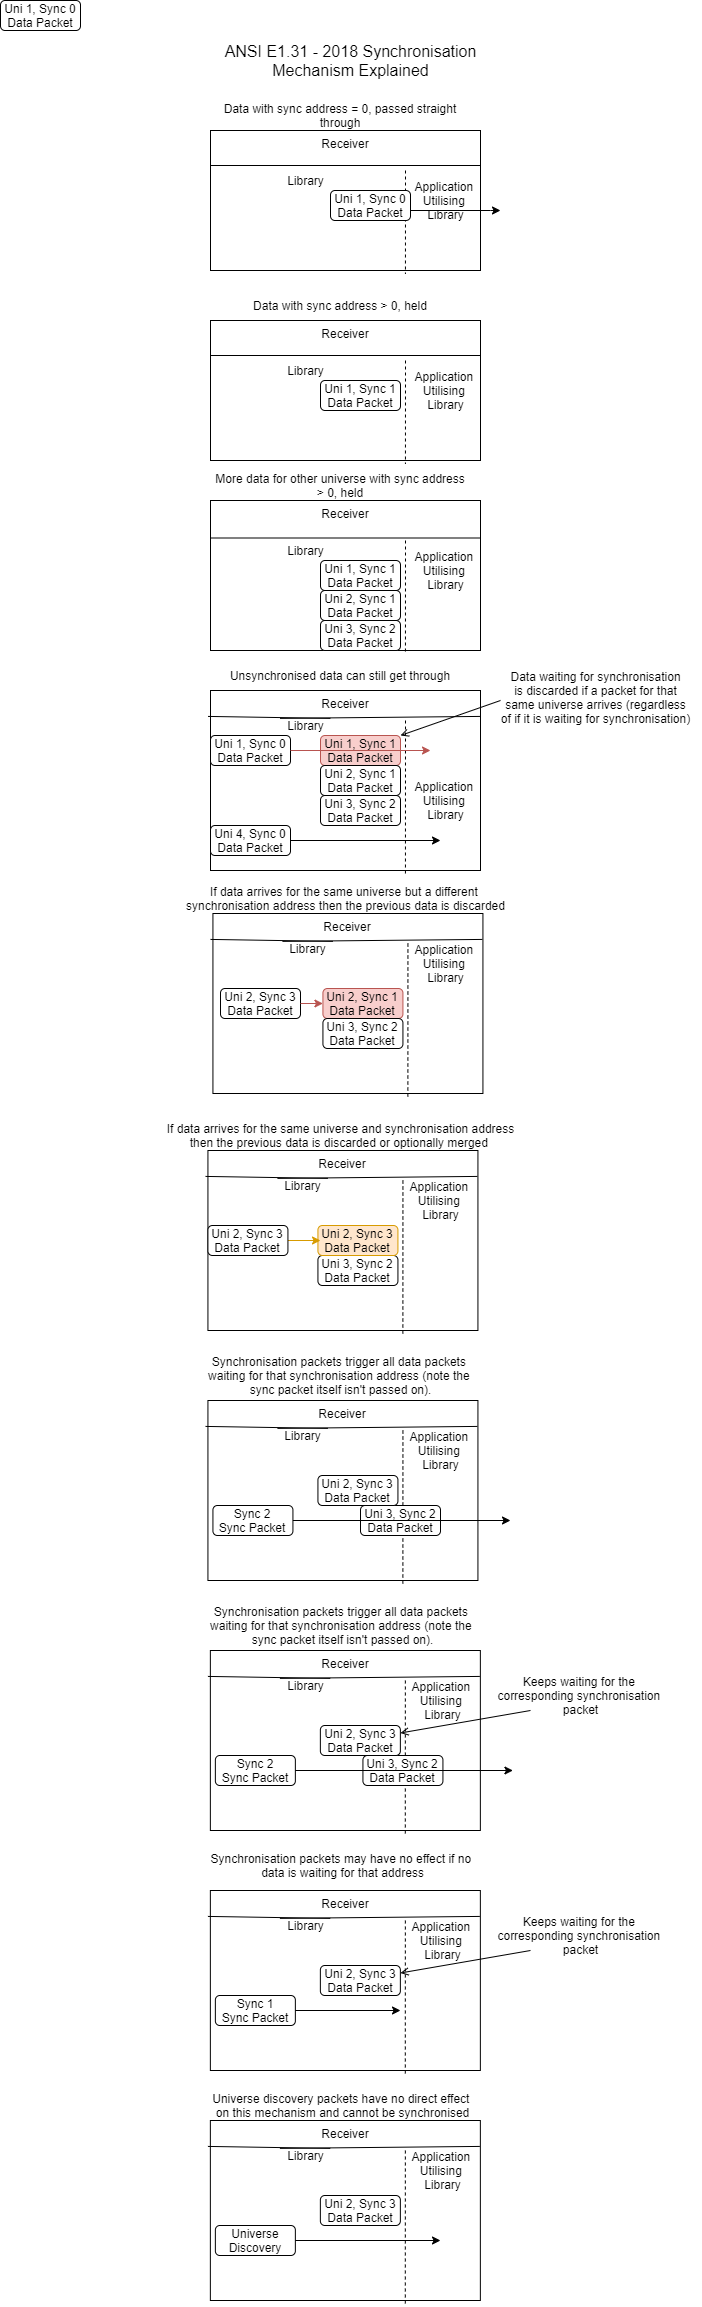 Uni 1, Sync 0
Data Packet
ANSI E1.31 - 2018 Synchronisation
Mechanism Explained
Data with sync address = 0, passed straight
through
Receiver
Library
Application
Utilising
Library
Uni 1, Sync 0
Data Packet
Data with sync address > 0, held
Receiver
Library
Application
Utilising
Library
Uni 1, Sync 1
Data Packet
More data for other universe with sync address
> 0, held
Receiver
Library
Application
Utilising
Library
Uni 1, Sync 1
Data Packet
Uni 2, Sync 1
Data Packet
Uni 3, Sync 2
Data Packet
Unsynchronised data can still get through
Data waiting for synchronisation
is discarded if a packet for that
same universe arrives (regardless
of if it is waiting for synchronisation)
Receiver
Library
Uni 1, Sync 0
Data Packet
Uni 1, Sync 1
Data Packet
Uni 2, Sync 1
Data Packet
Uni 3, Sync 2
Data Packet
Application
Utilising
Library
Uni 4, Sync 0
Data Packet
If data arrives for the same universe but a different
synchronisation address then the previous data is discarded
Receiver
Library
Application
Utilising
Library
Uni 2, Sync 3
Data Packet
Uni 2, Sync 1
Data Packet
Uni 3, Sync 2
Data Packet
If data arrives for the same universe and synchronisation address
then the previous data is discarded or optionally merged
Receiver
Library
Application
Utilising
Library
Uni 2, Sync 3
Data Packet
Uni 2, Sync 3
Data Packet
Uni 3, Sync 2
Data Packet
Synchronisation packets trigger all data packets
waiting for that synchronisation address (note the
sync packet itself isn't passed on).
Receiver
Library
Application
Utilising
Library
Uni 2, Sync 3
Data Packet
Sync 2
Sync Packet
Uni 3, Sync 2
Data Packet
Synchronisation packets trigger all data packets
waiting for that synchronisation address (note the
sync packet itself isn't passed on).
Receiver
Library
Application
Utilising
Library
Keeps waiting for the
corresponding synchronisation
packet
Uni 2, Sync 3
Data Packet
Sync 2
Sync Packet
Uni 3, Sync 2
Data Packet
Synchronisation packets may have no effect if no
data is waiting for that address
Receiver
Library
Application
Utilising
Library
Keeps waiting for the
corresponding synchronisation
packet
Uni 2, Sync 3
Data Packet
Sync 1
Sync Packet
Universe discovery packets have no direct effect
on this mechanism and cannot be synchronised
Receiver
Library
Application
Utilising
Library
Uni 2, Sync 3
Data Packet
Universe
Discovery